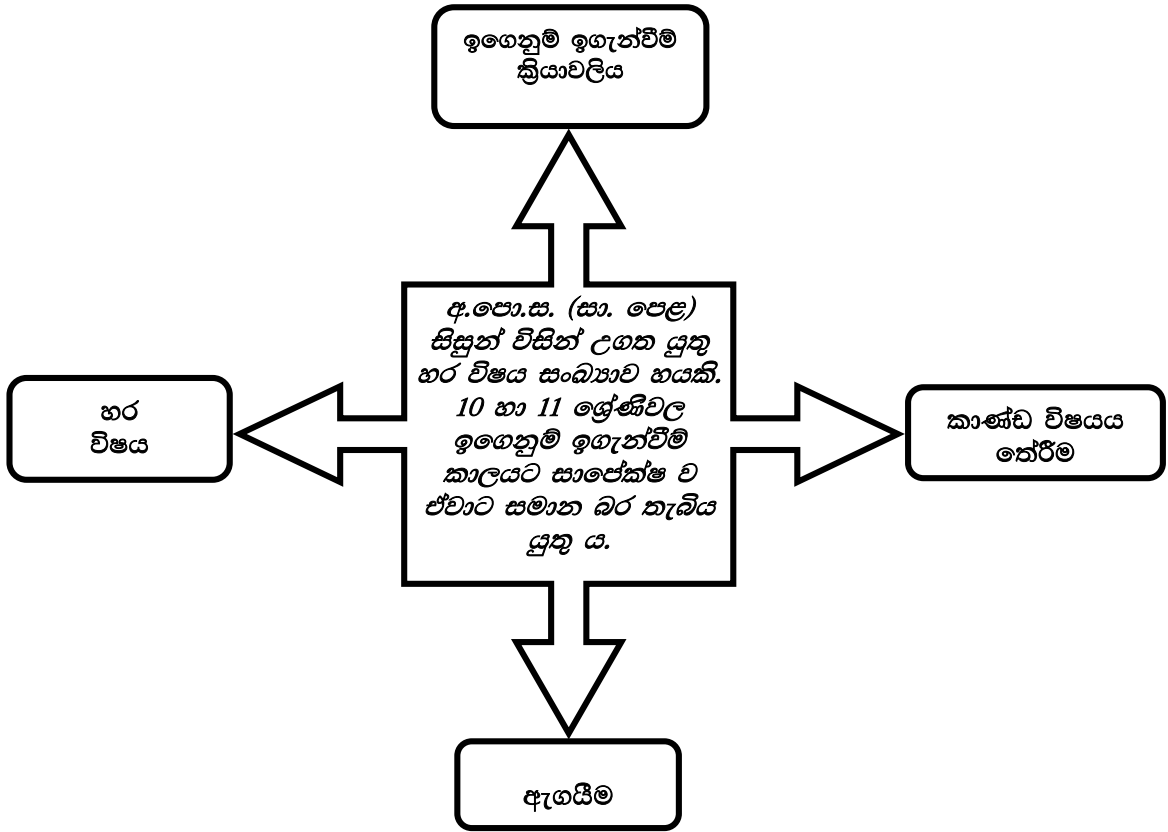 ඉගෙනුම් ඉගැන්වීම්
ක්‍රියාවලිය
අ.පො.ස. (සා. පෙළ)
සිසුන් විසින් උගත යුතු
හර විෂය සංඛ්‍යාව හයකි.
10 හා 11 ශ්‍රේණිවල
ඉගෙනුම් ඉගැන්වීම්
කාලයට සාපේක්ෂ ව
ඒවාට සමාන බර තැබිය
යුතු ය.
හර
විෂය
කාණ්ඩ විෂයය
තේරීම
ඇගයීම